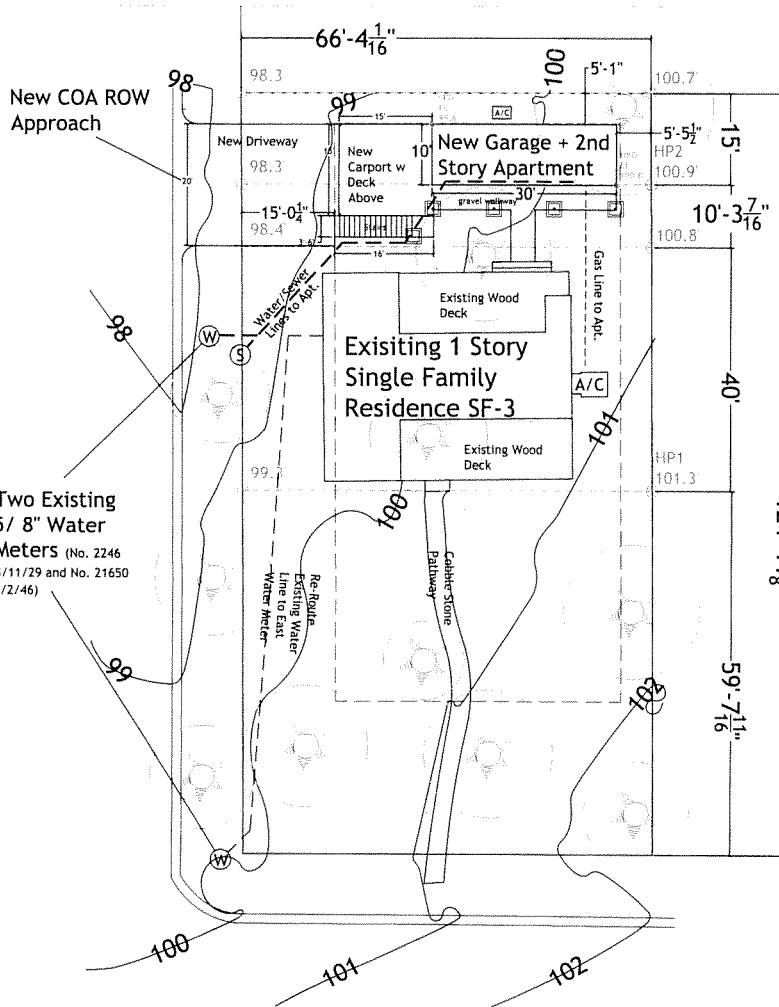 66'-4 1/16"
98
98.3
99
100
5'-1"
100.7'
New COA ROW
Approach
15'
A/C
New Driveway
98.3
20'
New
Carport w
Deck
Above
10'
New Garage + 2nd
Story Apartment
5'-5 1/2"
HP2
100.9'
15'
30'
gravel walkway
15'-0 1/4"
98.4'
Stairs
3'-6"
16'
10'-3 7/16"
100.8'
Water/Sewer
Lines to Apt.
Gas Line to Apt.
98
W
S
Existing Wood
Deck
Exisiting 1 Story
Single Family
Residence SF-3
A/C
40'
101
Existing Wood
Deck
99.3
HP1
101.3'
100
Two Existing
5/ 8" Water
Meters (No. 2246
/11/29 and No. 21650
/2/46)
Re-Route
Existing Water
Line to East
Water Meter
Cobble Stone
Pathway
99
102
59'-7 11/16"
W
100
101
102